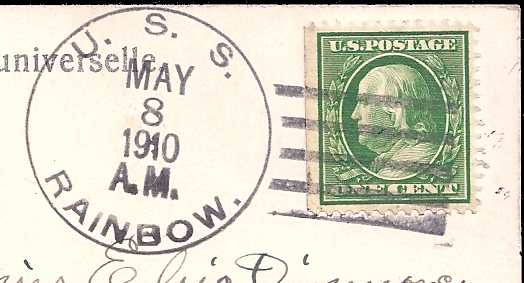 universelle
U. S. S.
MAY
8
1910
A.M.
RAINBOW.
U.S. POSTAGE
ONE CENT